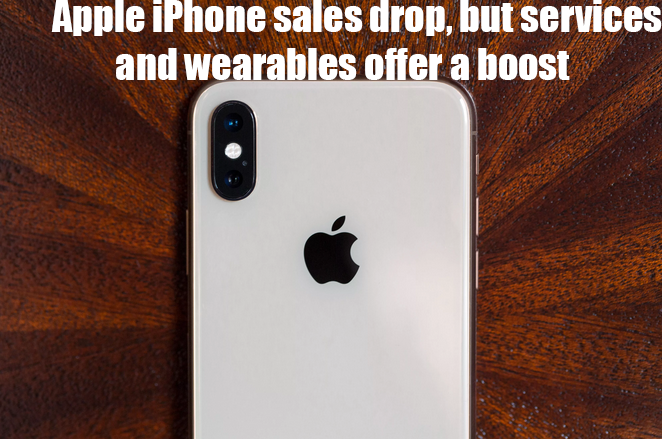 Apple iPhone sales drop, but services
and wearables offer a boost